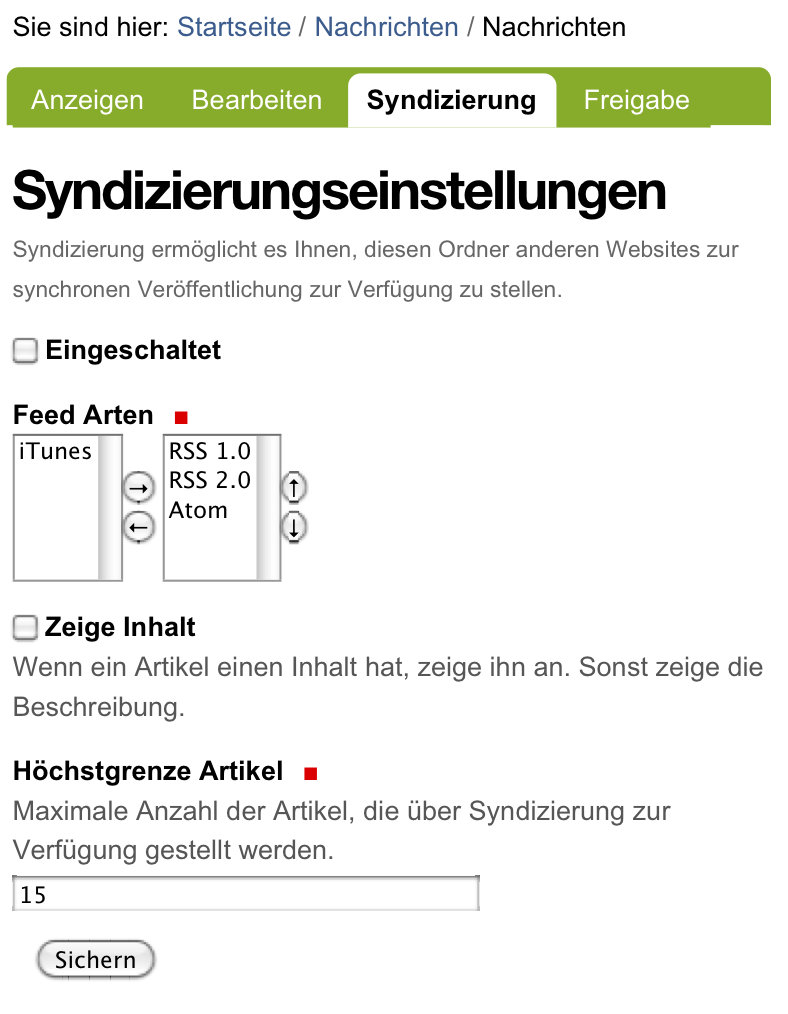 Sie sind hier: Startseite / Nachrichten / Nachrichten
Anzeigen Bearbeiten Syndizierung Freigabe
Syndizierungseinstellungen
Syndizierung ermöglicht es Ihnen, diesen Ordner anderen Websites zur
synchronen Veröffentlichung zur Verfügung zu stellen.
Eingeschaltet
Feed Arten
iTunes
RSS 1.0
RSS 2.0
Atom
Zeige Inhalt
Wenn ein Artikel einen Inhalt hat, zeige ihn an. Sonst zeige die
Beschreibung.
Höchstgrenze Artikel
Maximale Anzahl der Artikel, die über Syndizierung zur
Verfügung gestellt werden.
15
Sichern